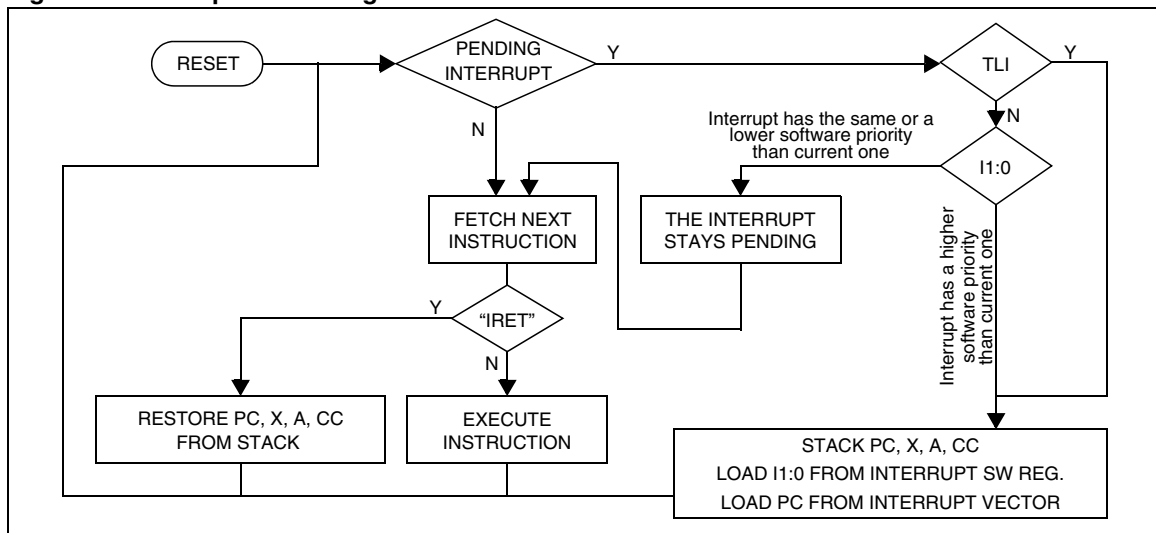 PENDING
INTERRUPT
RESET
Y
TLI
Y
N
Interrupt has the same or a
lower software priority
than current one
N
I1:0
FETCH NEXT
INSTRUCTION
THE INTERRUPT
STAYS PENDING
Interrupt has a higher
software priority
than current one
Y
“IRET”
N
RESTORE PC, X, A, CC
FROM STACK
EXECUTE
INSTRUCTION
STACK PC, X, A, CC
LOAD I1:0 FROM INTERRUPT SW REG.
LOAD PC FROM INTERRUPT VECTOR